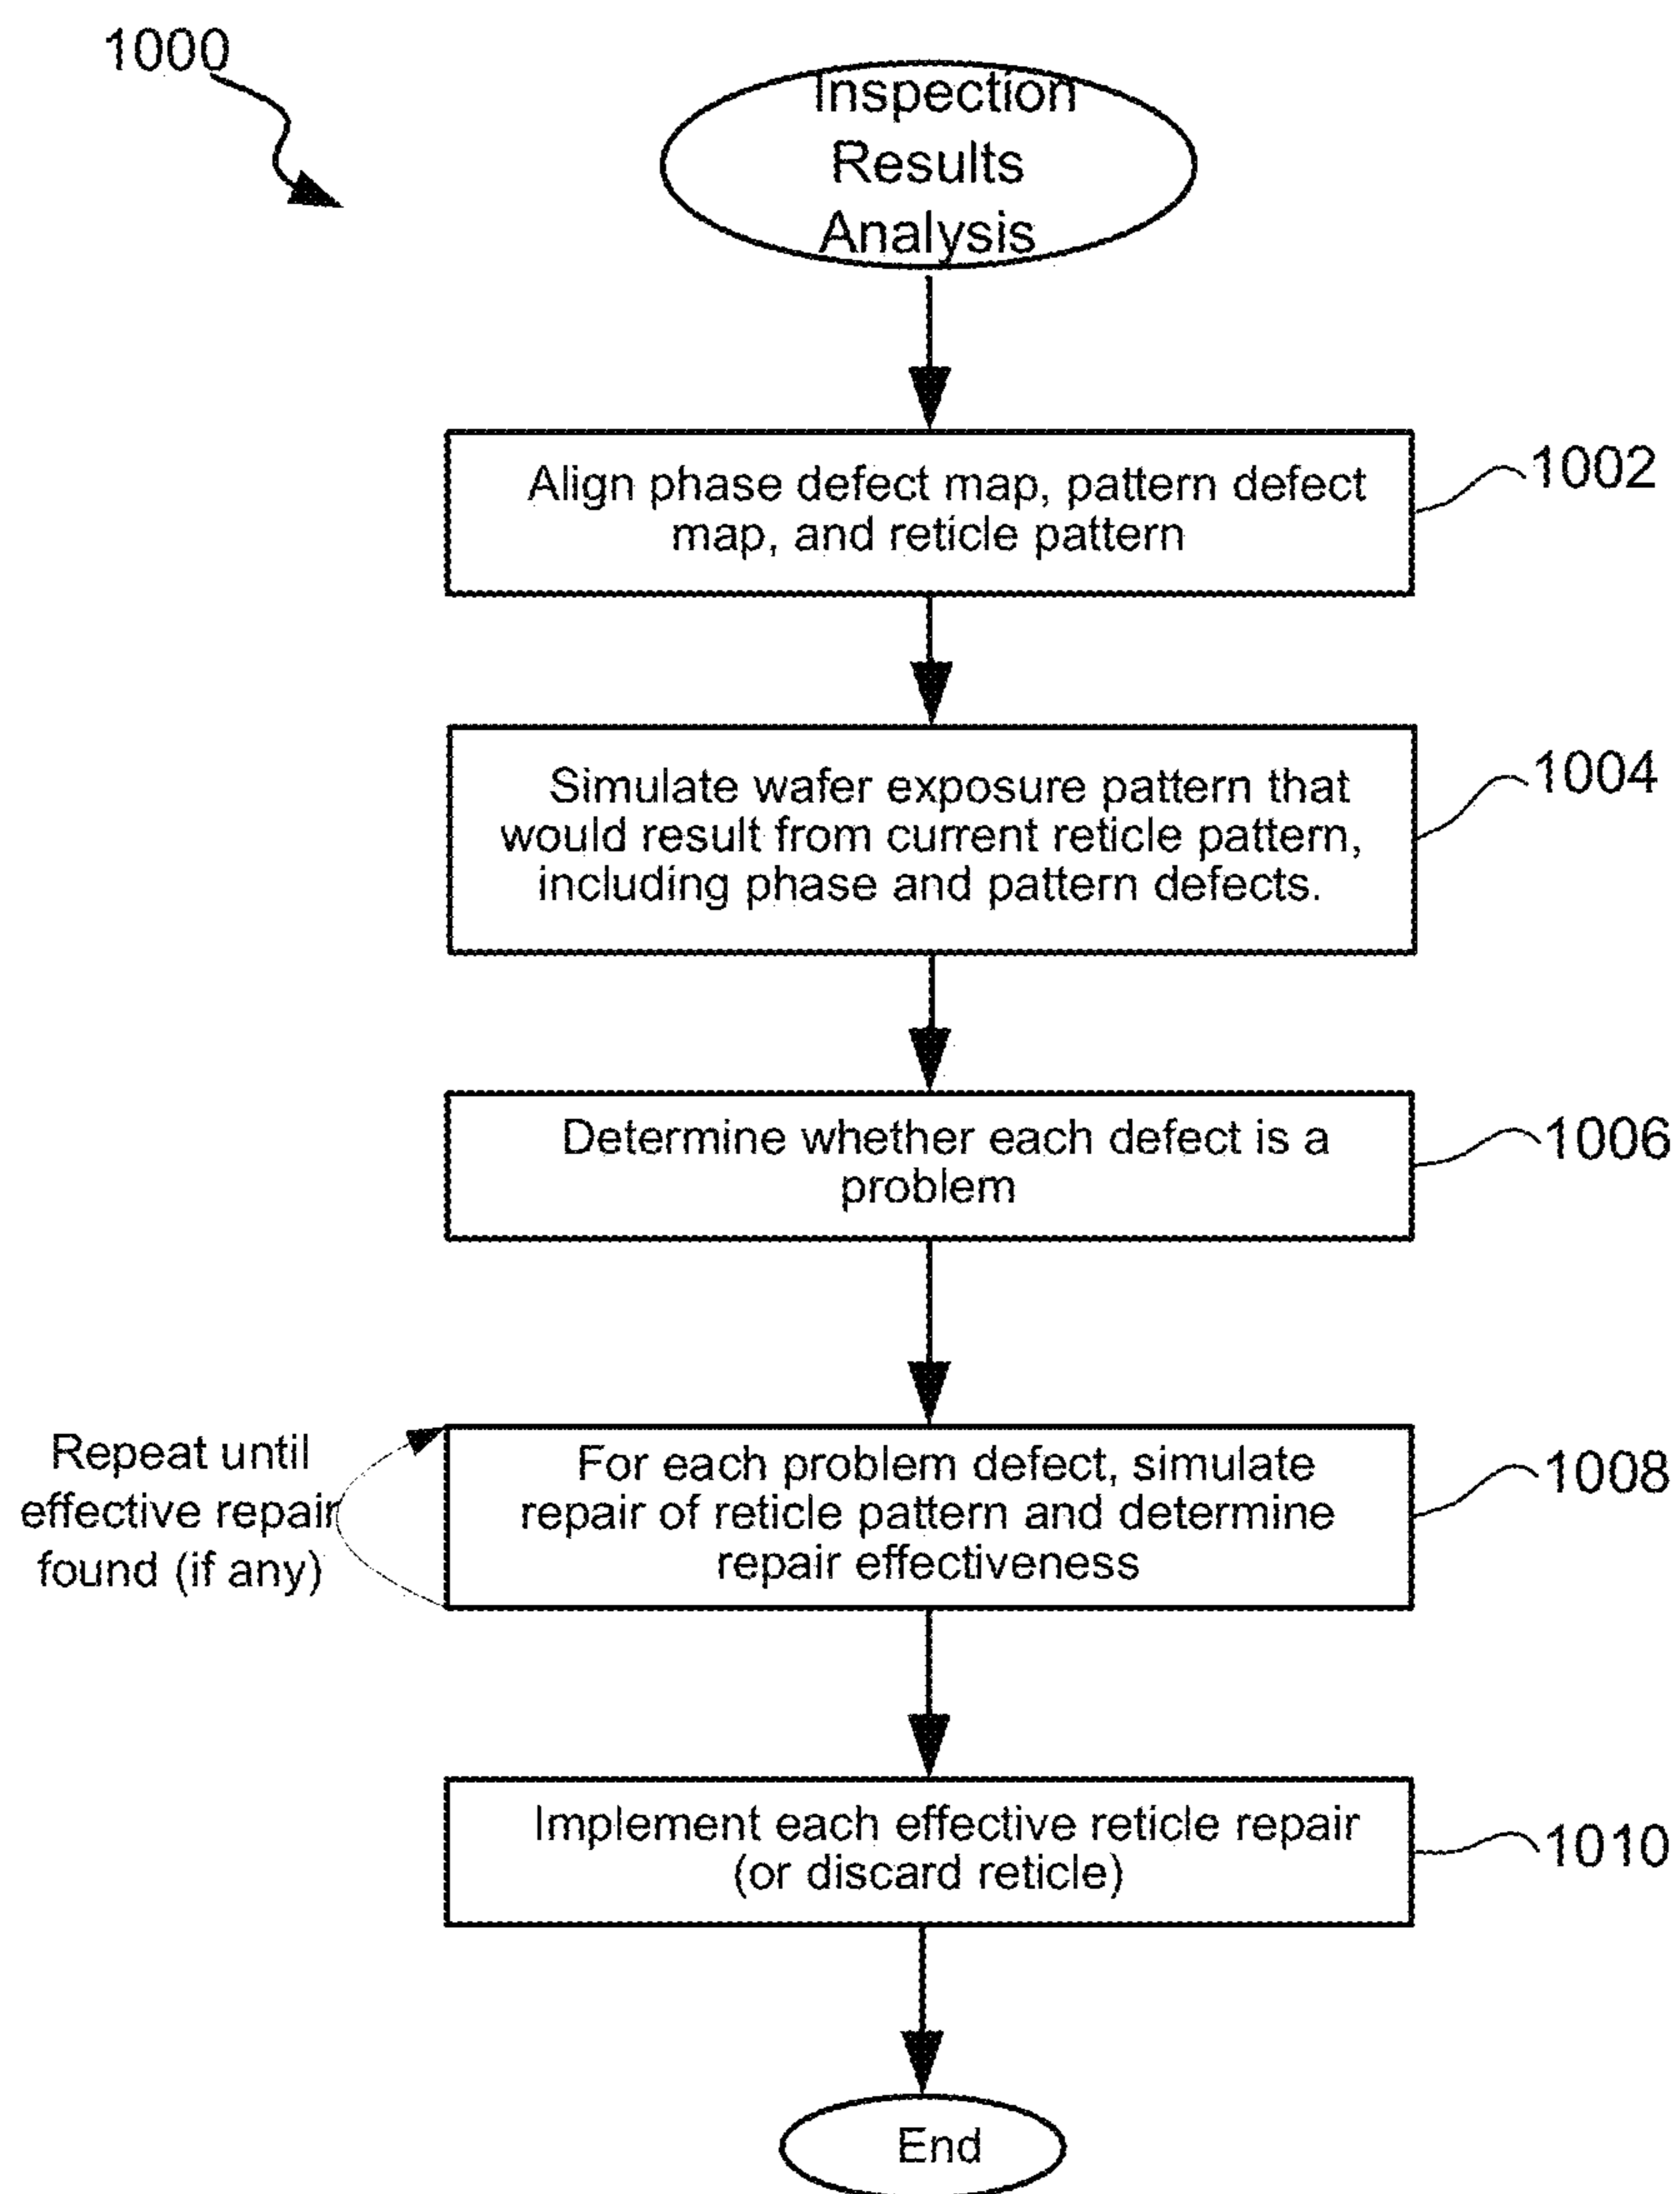 1000
Inspection
Results
Analysis
Align phase defect map, pattern defect
map, and reticle pattern
1002
Simulate wafer exposure pattern that
would result from current reticle pattern,
including phase and pattern defects.
1004
Determine whether each defect is a
problem
1006
Repeat until
effective repair
found (if any)
For each problem defect, simulate
repair of reticle pattern and determine
repair effectiveness
1008
Implement each effective reticle repair
(or discard reticle)
1010
End